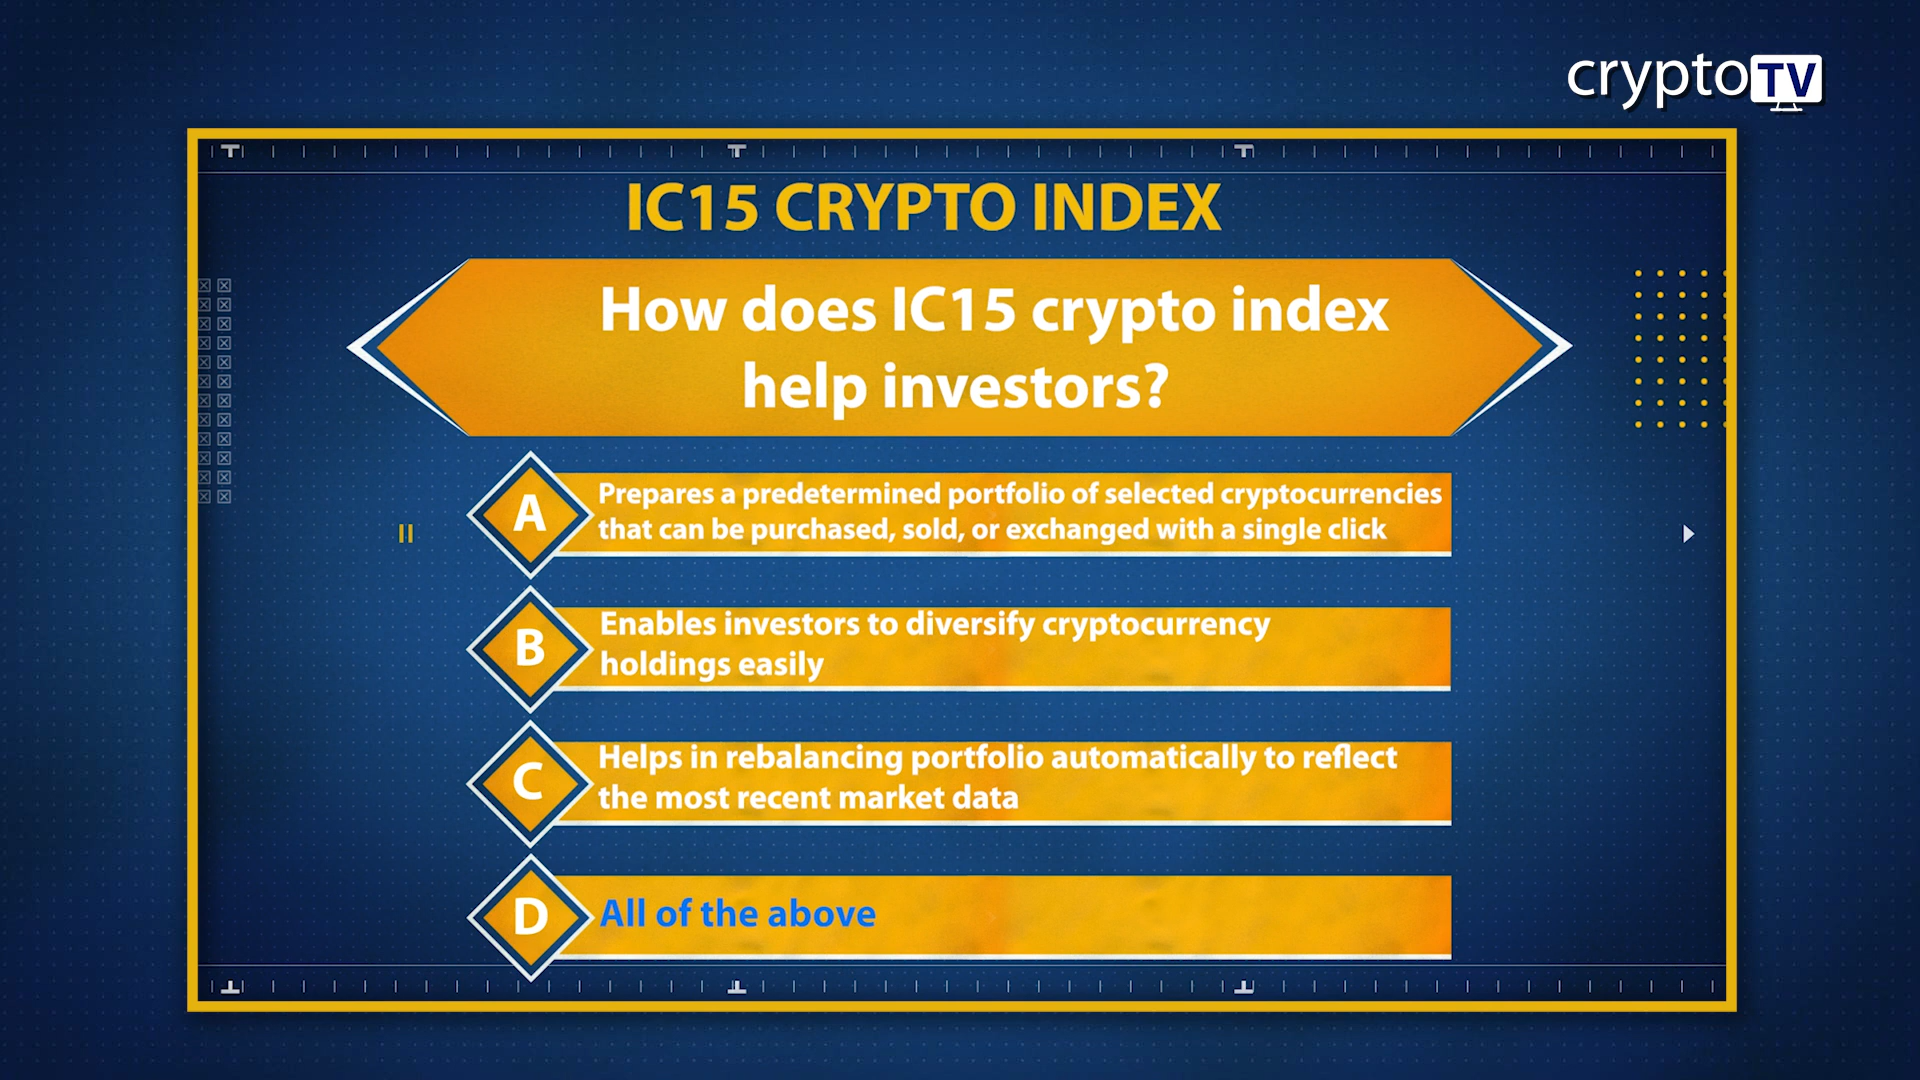 cryptoTV
IC15 CRYPTO INDEX
How does IC15 crypto index
help investors?
A
Prepares a predetermined portfolio of selected cryptocurrencies
that can be purchased, sold, or exchanged with a single click
B
Enables investors to diversify cryptocurrency
holdings easily
C
Helps in rebalancing portfolio automatically to reflect
the most recent market data
D
All of the above